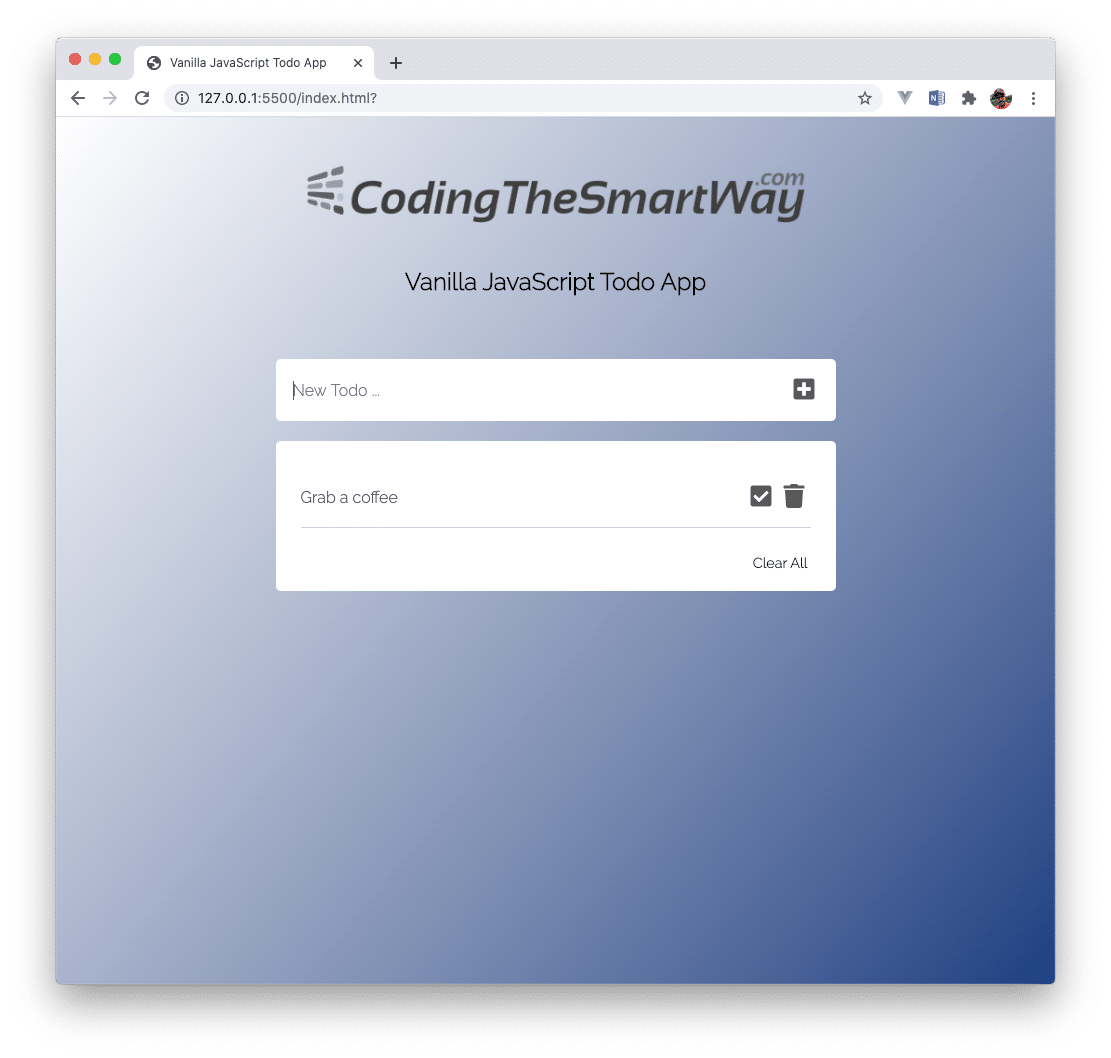 Vanilla JavaScript Todo App
127.0.0.1:5500/index.html?
N
CodingTheSmartWay.com
Vanilla JavaScript Todo App
New Todo ...
Grab a coffee
Clear All